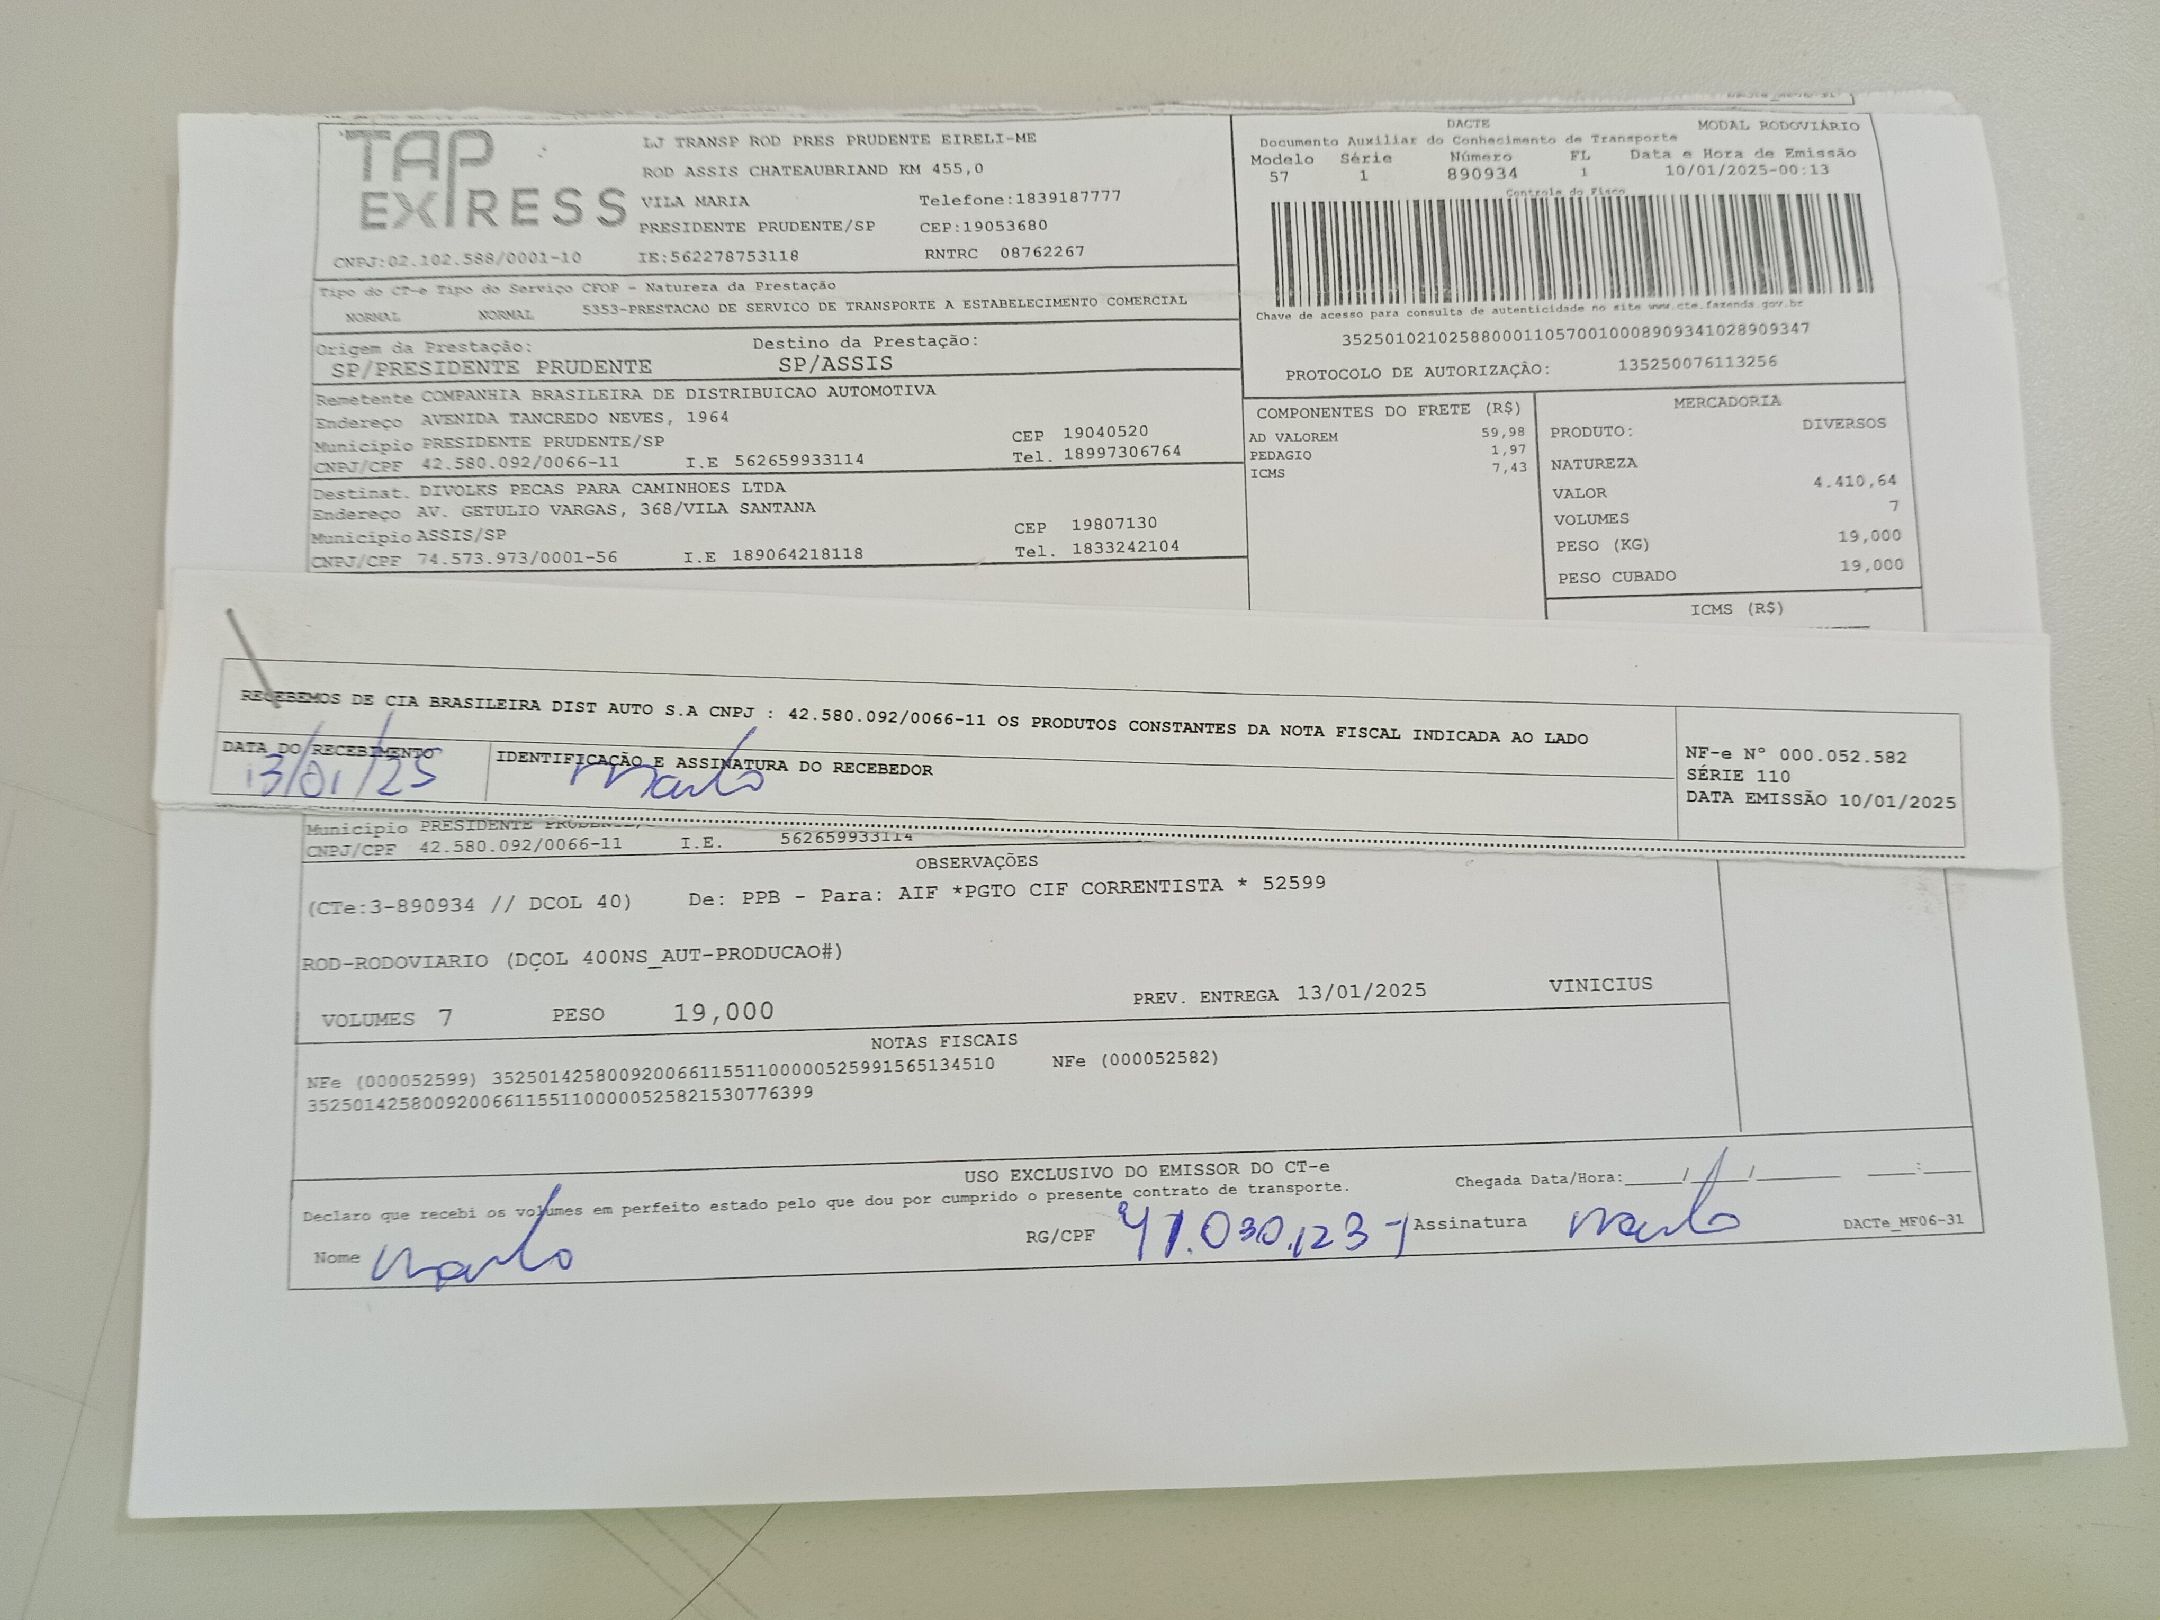 TAP EXPRESS
LJ TRANSP ROD PRES PRUDENTE EIRELI-ME
ROD ASSIS CHATEAUBRIAND KM 455,0
VILA MARIA Telefone:1839187777
PRESIDENTE PRUDENTE/SP CEP:19053680
CNPJ:02.102.588/0001-10 IE:562278753118 RNTRC 08762267
DACTE MODAL RODOVIÁRIO
Documento Auxiliar do Conhecimento de Transporte
Modelo Série Número FL Data e Hora de Emissão
57 1 890934 1 10/01/2025-00:13
Controle do Fisco
Chave de acesso para consulta de autenticidade no site www.cte.fazenda.gov.br
35250102102588000110570010008909341028909347
PROTOCOLO DE AUTORIZAÇÃO: 135250076113256
Tipo do CT-e Tipo do Serviço CFOP - Natureza da Prestação
NORMAL NORMAL 5353-PRESTACAO DE SERVICO DE TRANSPORTE A ESTABELECIMENTO COMERCIAL
Origem da Prestação: Destino da Prestação:
SP/PRESIDENTE PRUDENTE SP/ASSIS
Remetente COMPANHIA BRASILEIRA DE DISTRIBUICAO AUTOMOTIVA
Endereço AVENIDA TANCREDO NEVES, 1964
Município PRESIDENTE PRUDENTE/SP CEP 19040520
CNPJ/CPF 42.580.092/0066-11 I.E 562659933114 Tel. 18997306764
Destinat. DIVOLKS PECAS PARA CAMINHOES LTDA
Endereço AV. GETULIO VARGAS, 368/VILA SANTANA
Município ASSIS/SP CEP 19807130
CNPJ/CPF 74.573.973/0001-56 I.E 189064218118 Tel. 1833242104
COMPONENTES DO FRETE (R$)
AD VALOREM 59,98
PEDAGIO 1,97
ICMS 7,43
MERCADORIA
PRODUTO: DIVERSOS
NATUREZA
VALOR 4.410,64
VOLUMES 7
PESO (KG) 19,000
PESO CUBADO 19,000
ICMS (R$)
RECEBEMOS DE CIA BRASILEIRA DIST AUTO S.A CNPJ : 42.580.092/0066-11 OS PRODUTOS CONSTANTES DA NOTA FISCAL INDICADA AO LADO
DATA DO RECEBIMENTO IDENTIFICAÇÃO E ASSINATURA DO RECEBEDOR
13/01/25
NF-e Nº 000.052.582
SÉRIE 110
DATA EMISSÃO 10/01/2025
Município PRESIDENTE PRUDENTE/
CNPJ/CPF 42.580.092/0066-11 I.E. 562659933114
OBSERVAÇÕES
(CTe:3-890934 // DCOL 40) De: PPB - Para: AIF *PGTO CIF CORRENTISTA * 52599
ROD-RODOVIARIO (DÇOL 400NS_AUT-PRODUCAO#)
VOLUMES 7 PESO 19,000 PREV. ENTREGA 13/01/2025 VINICIUS
NOTAS FISCAIS
NFe (000052599) 35250142580092006611551100000525991565134510 NFe (000052582)
35250142580092006611551100000525821530776399
USO EXCLUSIVO DO EMISSOR DO CT-e
Declaro que recebi os volumes em perfeito estado pelo que dou por cumprido o presente contrato de transporte. Chegada Data/Hora:____/____/____ ____:____
Nome RG/CPF 41.030.123-1 Assinatura DACTe_MF06-31